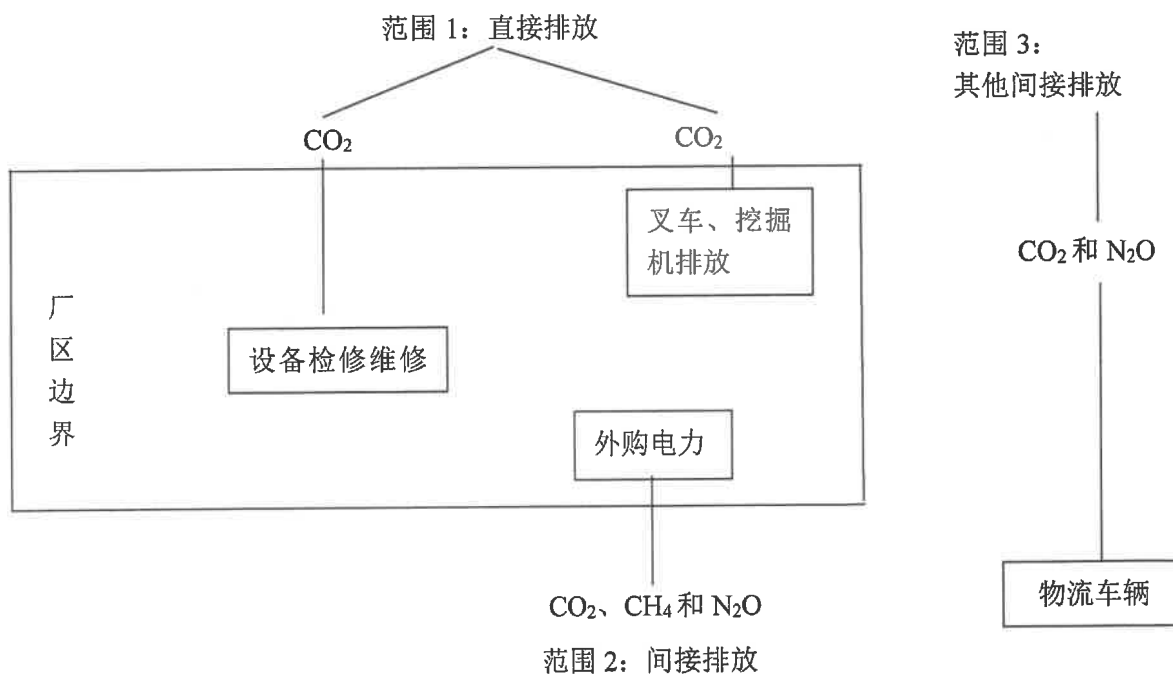 范围 1：直接排放
范围 3：
其他间接排放
CO₂
CO₂
叉车、挖掘
机排放
CO₂和 N₂O
厂
区
边
界
设备检修维修
外购电力
物流车辆
CO₂、CH₄和 N₂O
范围 2：间接排放